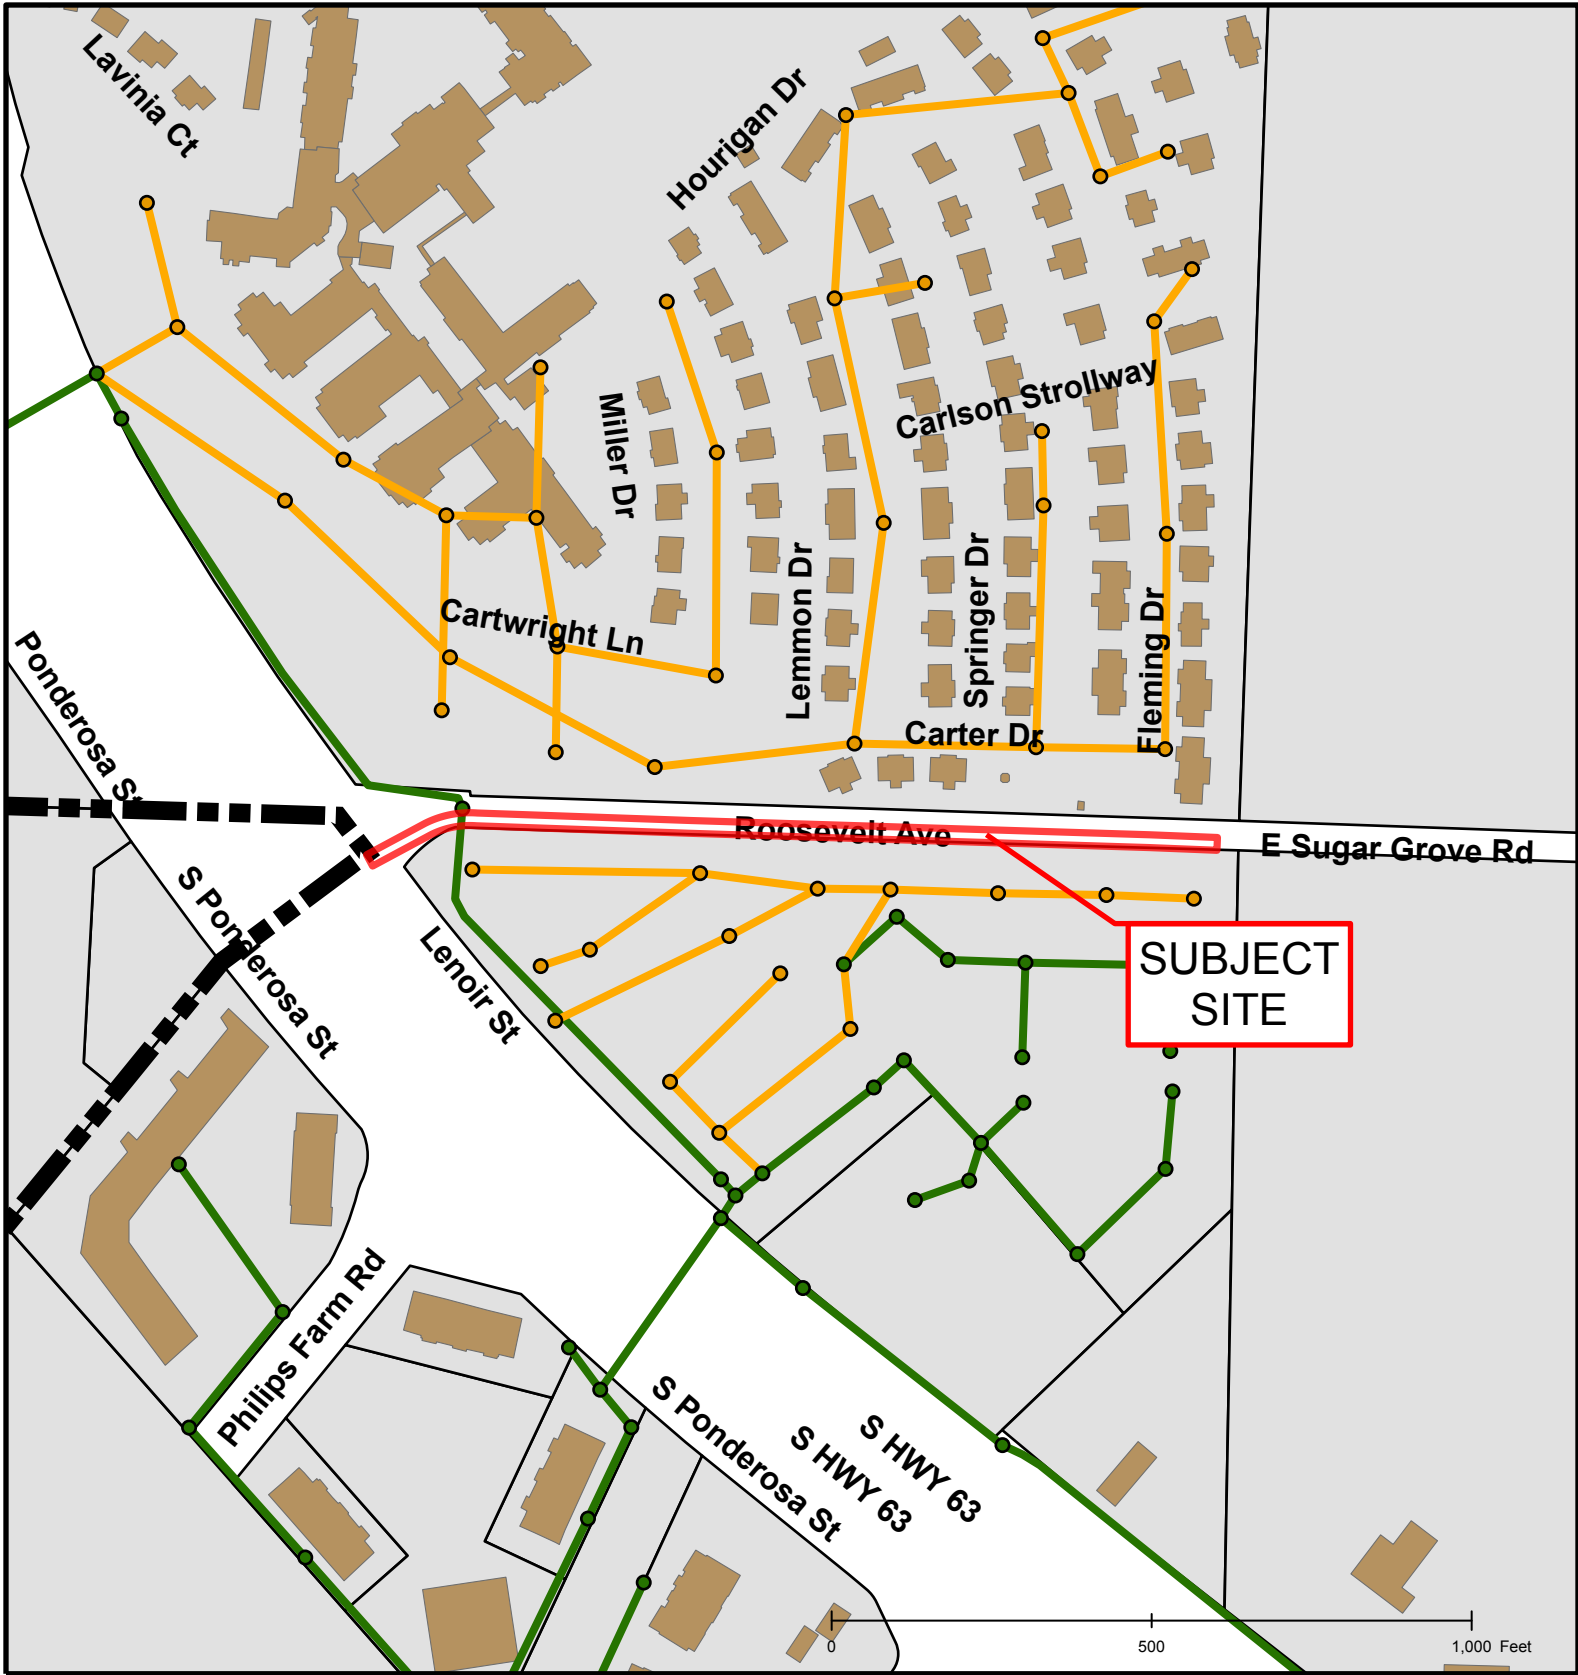 Lavinia Ct
Hourigan Dr
Carlson Strollway
Miller Dr
Lemmon Dr
Springer Dr
Fleming Dr
Cartwright Ln
Carter Dr
Ponderosa St
Roosevelt Ave
E Sugar Grove Rd
S Ponderosa St
Lenoir St
SUBJECT
SITE
Philips Farm Rd
S Ponderosa St
S HWY 63
S HWY 63
0 500 1,000 Feet